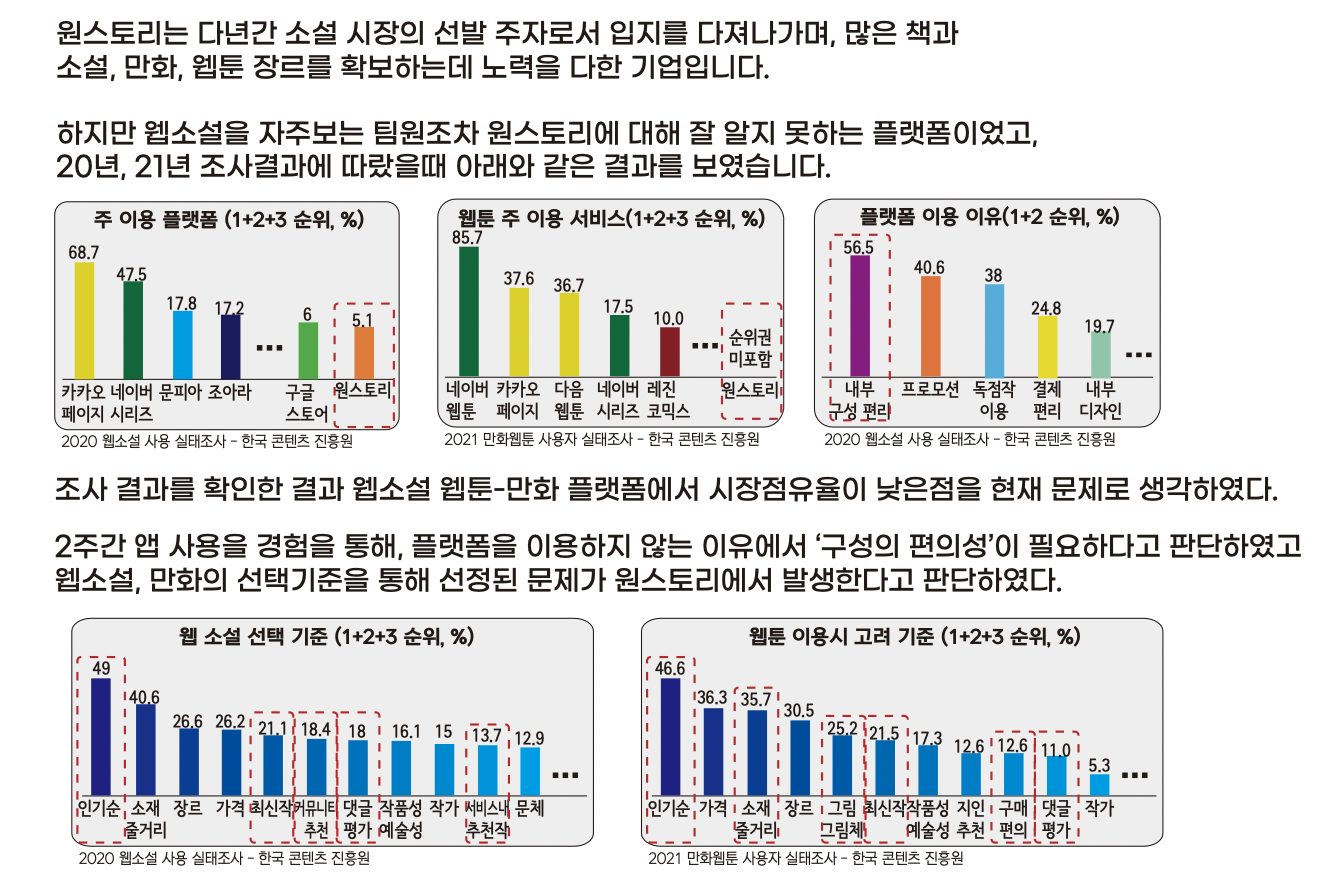 원스토리는 다년간 소설 시장의 선발 주자로서 입지를 다져나가며, 많은 책과
소설, 만화, 웹툰 장르를 확보하는데 노력을 다한 기업입니다.
하지만 웹소설을 자주보는 팀원조차 원스토리에 대해 잘 알지 못하는 플랫폼이었고,
20년, 21년 조사결과에 따랐을때 아래와 같은 결과를 보였습니다.
주 이용 플랫폼 (1+2+3 순위, %)
68.7
47.5
17.8
17.2
...
6
5.1
카카오 페이지
네이버 시리즈
문피아
조아라
구글 스토어
원스토리
2020 웹소설 사용 실태조사 - 한국 콘텐츠 진흥원
웹툰 주 이용 서비스(1+2+3 순위, %)
85.7
37.6
36.7
17.5
10.0
...
순위권
미포함
네이버 웹툰
카카오 페이지
다음 웹툰
네이버 시리즈
레진 코믹스
원스토리
2021 만화웹툰 사용자 실태조사 - 한국 콘텐츠 진흥원
플랫폼 이용 이유(1+2 순위, %)
56.5
40.6
38
24.8
19.7
...
내부 구성 편리
프로모션
독점작 이용
결제 편리
내부 디자인
2020 웹소설 사용 실태조사 - 한국 콘텐츠 진흥원
조사 결과를 확인한 결과 웹소설 웹툰-만화 플랫폼에서 시장점유율이 낮은점을 현재 문제로 생각하였다.
2주간 앱 사용을 경험을 통해, 플랫폼을 이용하지 않는 이유에서 ‘구성의 편의성’이 필요하다고 판단하였고
웹소설, 만화의 선택기준을 통해 선정된 문제가 원스토리에서 발생한다고 판단하였다.
웹 소설 선택 기준 (1+2+3 순위, %)
49
40.6
26.6
26.2
21.1
18.4
18
16.1
15
13.7
12.9
...
인기순
소재 줄거리
장르
가격
최신작
커뮤니티 추천
댓글 평가
작품성 예술성
작가
서비스내 추천작
문체
2020 웹소설 사용 실태조사 - 한국 콘텐츠 진흥원
웹툰 이용시 고려 기준 (1+2+3 순위, %)
46.6
36.3
35.7
30.5
25.2
21.5
17.3
12.6
12.6
11.0
5.3
...
인기순
가격
소재 줄거리
장르
그림 그림체
최신작
작품성 예술성
지인 추천
구매 편의
댓글 평가
작가
2021 만화웹툰 사용자 실태조사 - 한국 콘텐츠 진흥원